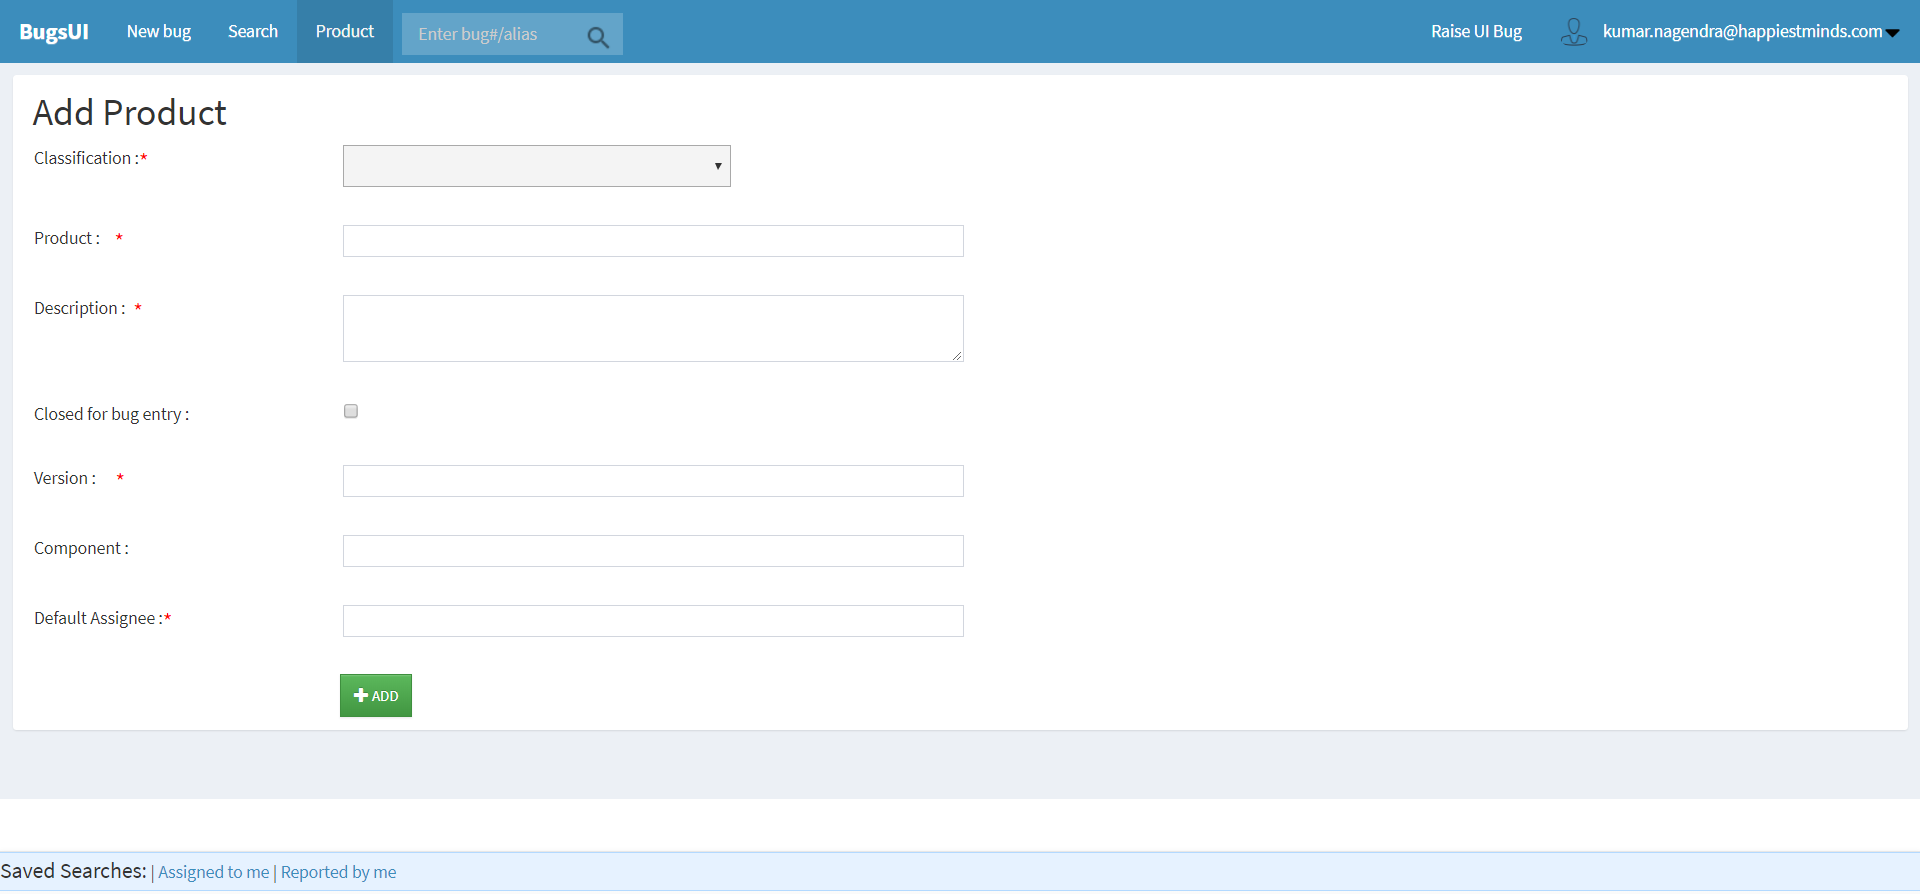 BugsUI New bug Search Product Enter bug#/alias Raise UI Bug kumar.nagendra@happiestminds.com
Add Product
Classification :*
Product : *
Description : *
Closed for bug entry :
Version : *
Component :
Default Assignee :*
ADD
Saved Searches: | Assigned to me | Reported by me